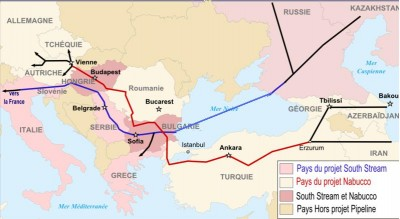 ALLEMAGNE
RUSSIE
KAZAKHSTAN
TCHÉQUIE
Vienne
AUTRICHE
Budapest
HONGRIE
Mer
Caspienne
vers
la France
Slovénie
Roumanie
Belgrade
Bucarest
Mer Noire
Tbilissi
Bakou
GÉORGIE
ITALIE
SERBIE
BULGARIE
AZERBAÏDJAN
Sofia
Istanbul
Ankara
Erzurum
IRAN
GRECE
TURQUIE
Mer Méditerranée
Pays du projet South Stream
Pays du projet Nabucco
South Stream et Nabucco
Pays Hors projet Pipeline